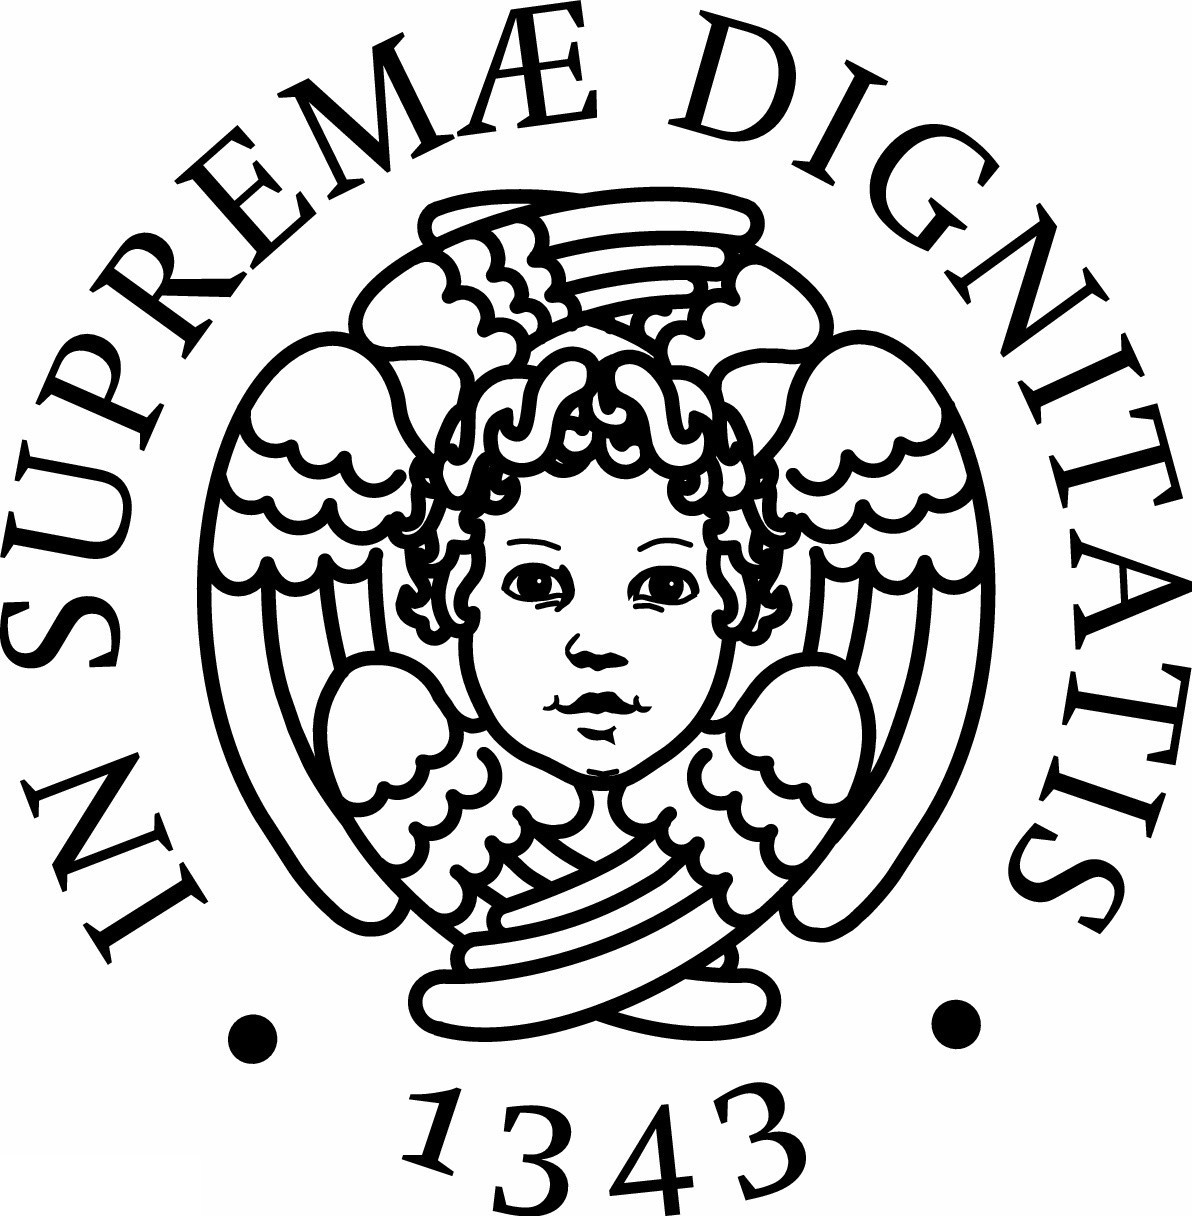 IN SUPREMÆ DIGNITATIS
• 1343 •